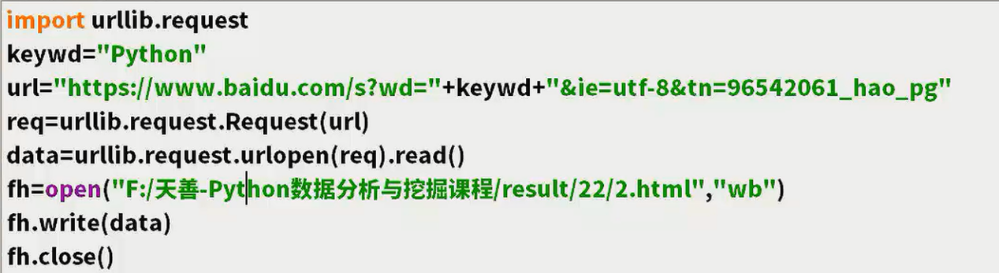 import urllib.request
keywd="Python"
url="https://www.baidu.com/s?wd="+keywd+"&ie=utf-8&tn=96542061_hao_pg"
req=urllib.request.Request(url)
data=urllib.request.urlopen(req).read()
fh=open("F:/天善-Python数据分析与挖掘课程/result/22/2.html","wb")
fh.write(data)
fh.close()